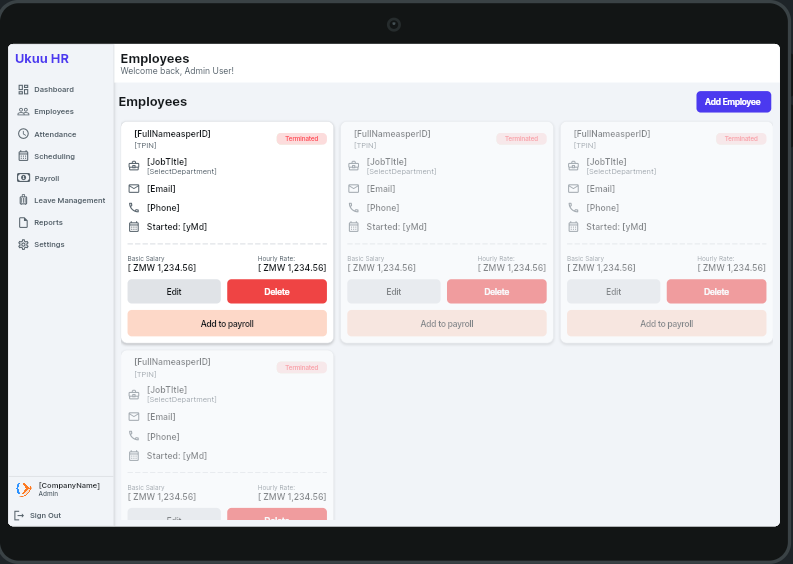 Ukuu HR
Dashboard
Employees
Attendance
Scheduling
Payroll
Leave Management
Reports
Settings
[CompanyName]
Admin
Sign Out
Employees
Welcome back, Admin User!
Employees
Add Employee
[FullNameasperID]
Terminated
[TPIN]
[JobTItle]
[SelectDepartment]
[Email]
[Phone]
Started: [yMd]
Basic Salary
Hourly Rate:
[ ZMW 1,234.56]
[ ZMW 1,234.56]
Edit
Delete
Add to payroll
[FullNameasperID]
Terminated
[TPIN]
[JobTItle]
[SelectDepartment]
[Email]
[Phone]
Started: [yMd]
Basic Salary
Hourly Rate:
[ ZMW 1,234.56]
[ ZMW 1,234.56]
Edit
Delete
Add to payroll
[FullNameasperID]
Terminated
[TPIN]
[JobTItle]
[SelectDepartment]
[Email]
[Phone]
Started: [yMd]
Basic Salary
Hourly Rate:
[ ZMW 1,234.56]
[ ZMW 1,234.56]
Edit
Delete
Add to payroll
[FullNameasperID]
Terminated
[TPIN]
[JobTItle]
[SelectDepartment]
[Email]
[Phone]
Started: [yMd]
Basic Salary
Hourly Rate:
[ ZMW 1,234.56]
[ ZMW 1,234.56]
Edit
Delete